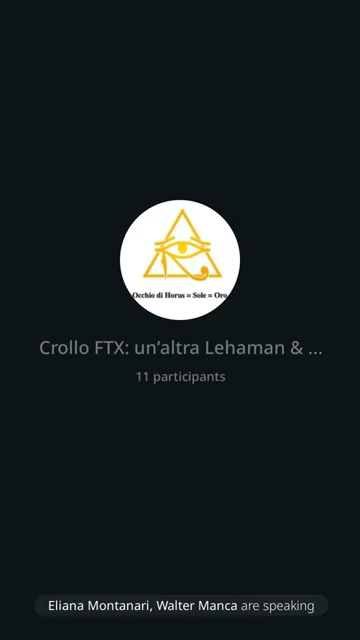 Occhio di Horus = Sole = Oro
Crollo FTX: un’altra Lehaman & ...
11 participants
Eliana Montanari, Walter Manca are speaking